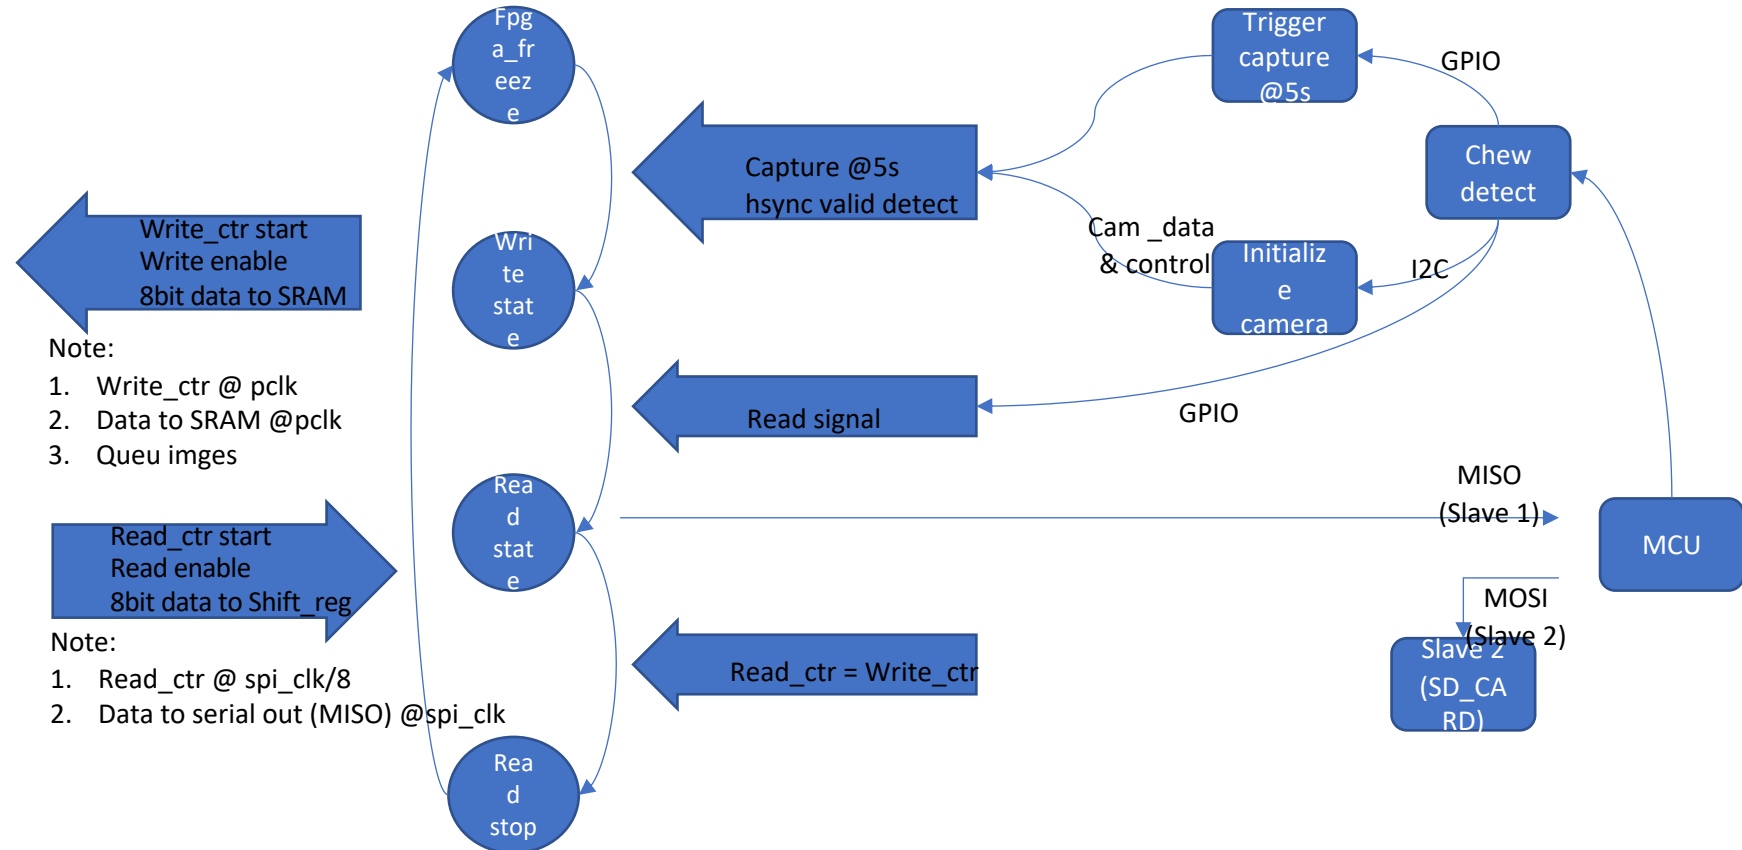 Fpg
a_fr
eez
e
Trigger
capture
@5s
GPIO
Capture @5s
hsync valid detect
Chew
detect
Write_ctr start
Write enable
8bit data to SRAM
Wri
te
stat
e
Cam _data
& control
Initializ
e
camera
I2C
Note:
1. Write_ctr @ pclk
2. Data to SRAM @pclk
3. Queu imges
Read signal
GPIO
Rea
d
stat
e
MISO
(Slave 1)
MCU
Read_ctr start
Read enable
8bit data to Shift_reg
MOSI
(Slave 2)
Note:
1. Read_ctr @ spi_clk/8
2. Data to serial out (MISO) @spi_clk
Read_ctr = Write_ctr
Slave 2
(SD_CA
RD)
Rea
d
stop